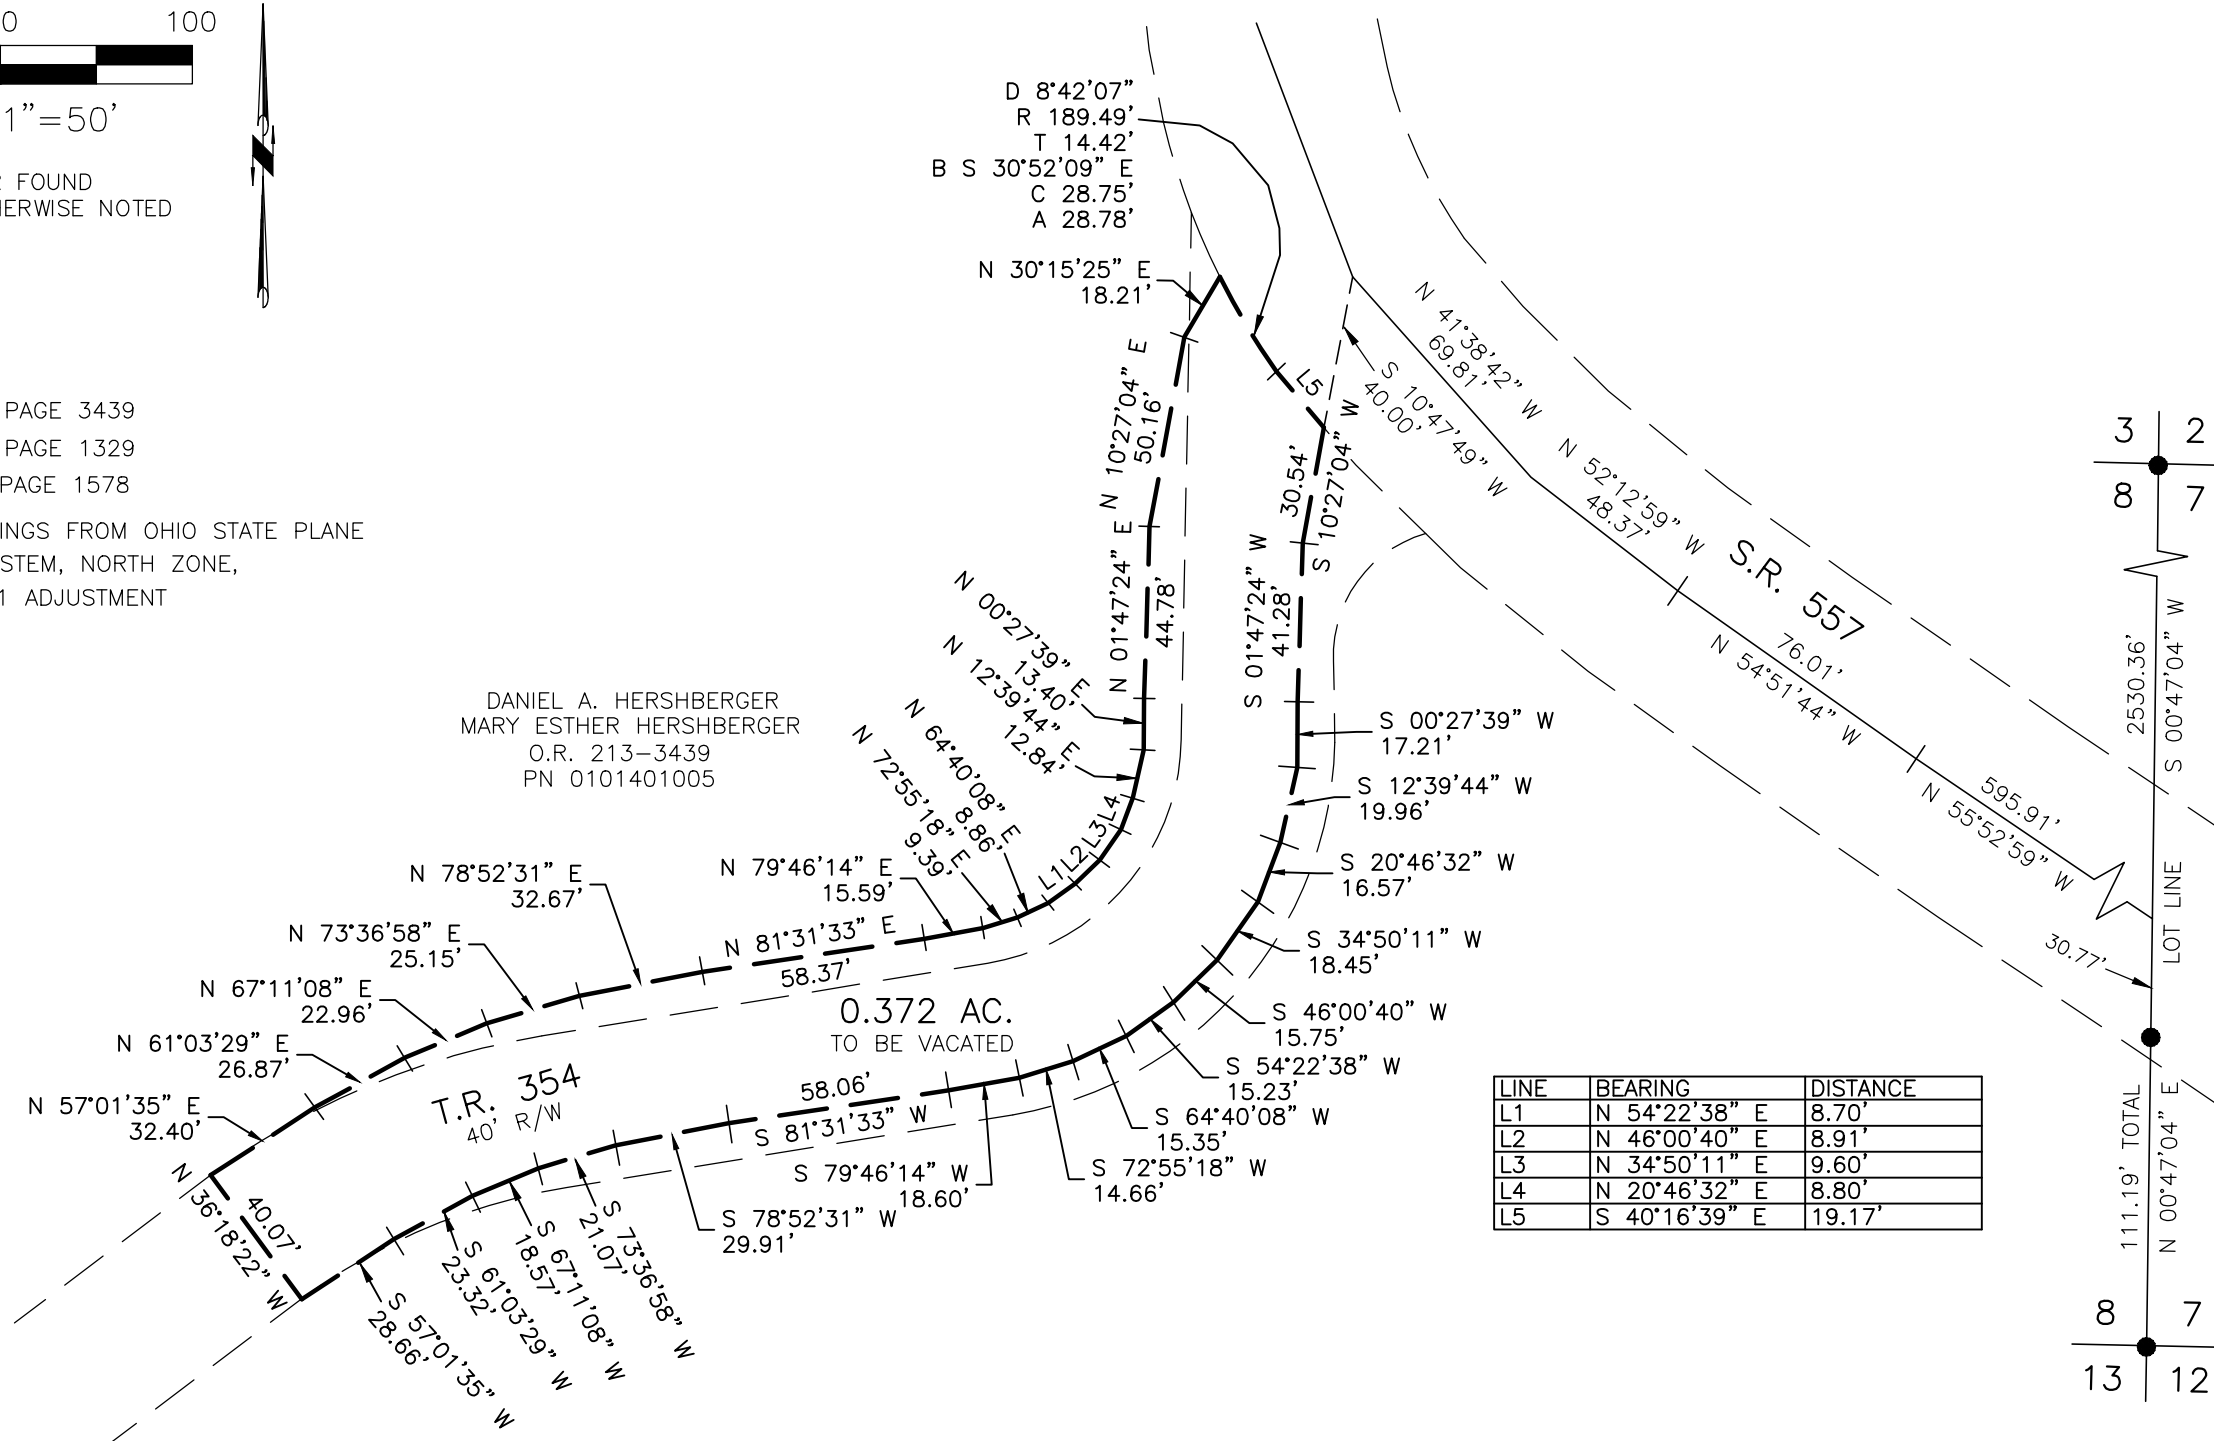 0 100
1”=50’
FOUND
HERWISE NOTED
PAGE 3439
PAGE 1329
PAGE 1578
INGS FROM OHIO STATE PLANE
STEM, NORTH ZONE,
1 ADJUSTMENT
D 8°42'07”
R 189.49’
T 14.42’
B S 30°52'09” E
C 28.75’
A 28.78’
N 30°15'25” E
18.21’
N 10°27'04” E
50.16’
N 01°47'24” E
44.78’
N 00°27'39” E
13.40’
N 12°39'44” E
12.84’
N 64°40'08” E
8.86’
N 72°55'18” E
9.39’
L1
L2
L3
L4
L5
N 79°46'14” E
15.59’
N 81°31'33” E
58.37’
N 78°52'31” E
32.67’
N 73°36'58” E
25.15’
N 67°11'08” E
22.96’
N 61°03'29” E
26.87’
N 57°01'35” E
32.40’
N 36°18'22” W
40.07’
DANIEL A. HERSHBERGER
MARY ESTHER HERSHBERGER
O.R. 213–3439
PN 0101401005
0.372 AC.
TO BE VACATED
T.R. 354
40’ R/W
S 10°47'49” W
40.00’
30.54’
S 10°27'04” W
S 01°47'24” W
41.28’
S 00°27'39” W
17.21’
S 12°39'44” W
19.96’
S 20°46'32” W
16.57’
S 34°50'11” W
18.45’
S 46°00'40” W
15.75’
S 54°22'38” W
15.23’
S 64°40'08” W
15.35’
S 72°55'18” W
14.66’
S 79°46'14” W
18.60’
58.06’
S 81°31'33” W
S 78°52'31” W
29.91’
S 73°36'58” W
21.07’
S 67°11'08” W
18.57’
S 61°03'29” W
23.32’
S 57°01'35” W
28.66’
N 41°38'42” W
69.81’
N 52°12'59” W
48.37’
S.R. 557
76.01’
N 54°51'44” W
595.91’
N 55°52'59” W
30.77’
3 2
8 7
2530.36’
S 00°47'04” W
LOT LINE
111.19’ TOTAL
N 00°47'04” E
8 7
13 12
LINE BEARING DISTANCE
L1 N 54°22'38” E 8.70’
L2 N 46°00'40” E 8.91’
L3 N 34°50'11” E 9.60’
L4 N 20°46'32” E 8.80’
L5 S 40°16'39” E 19.17’